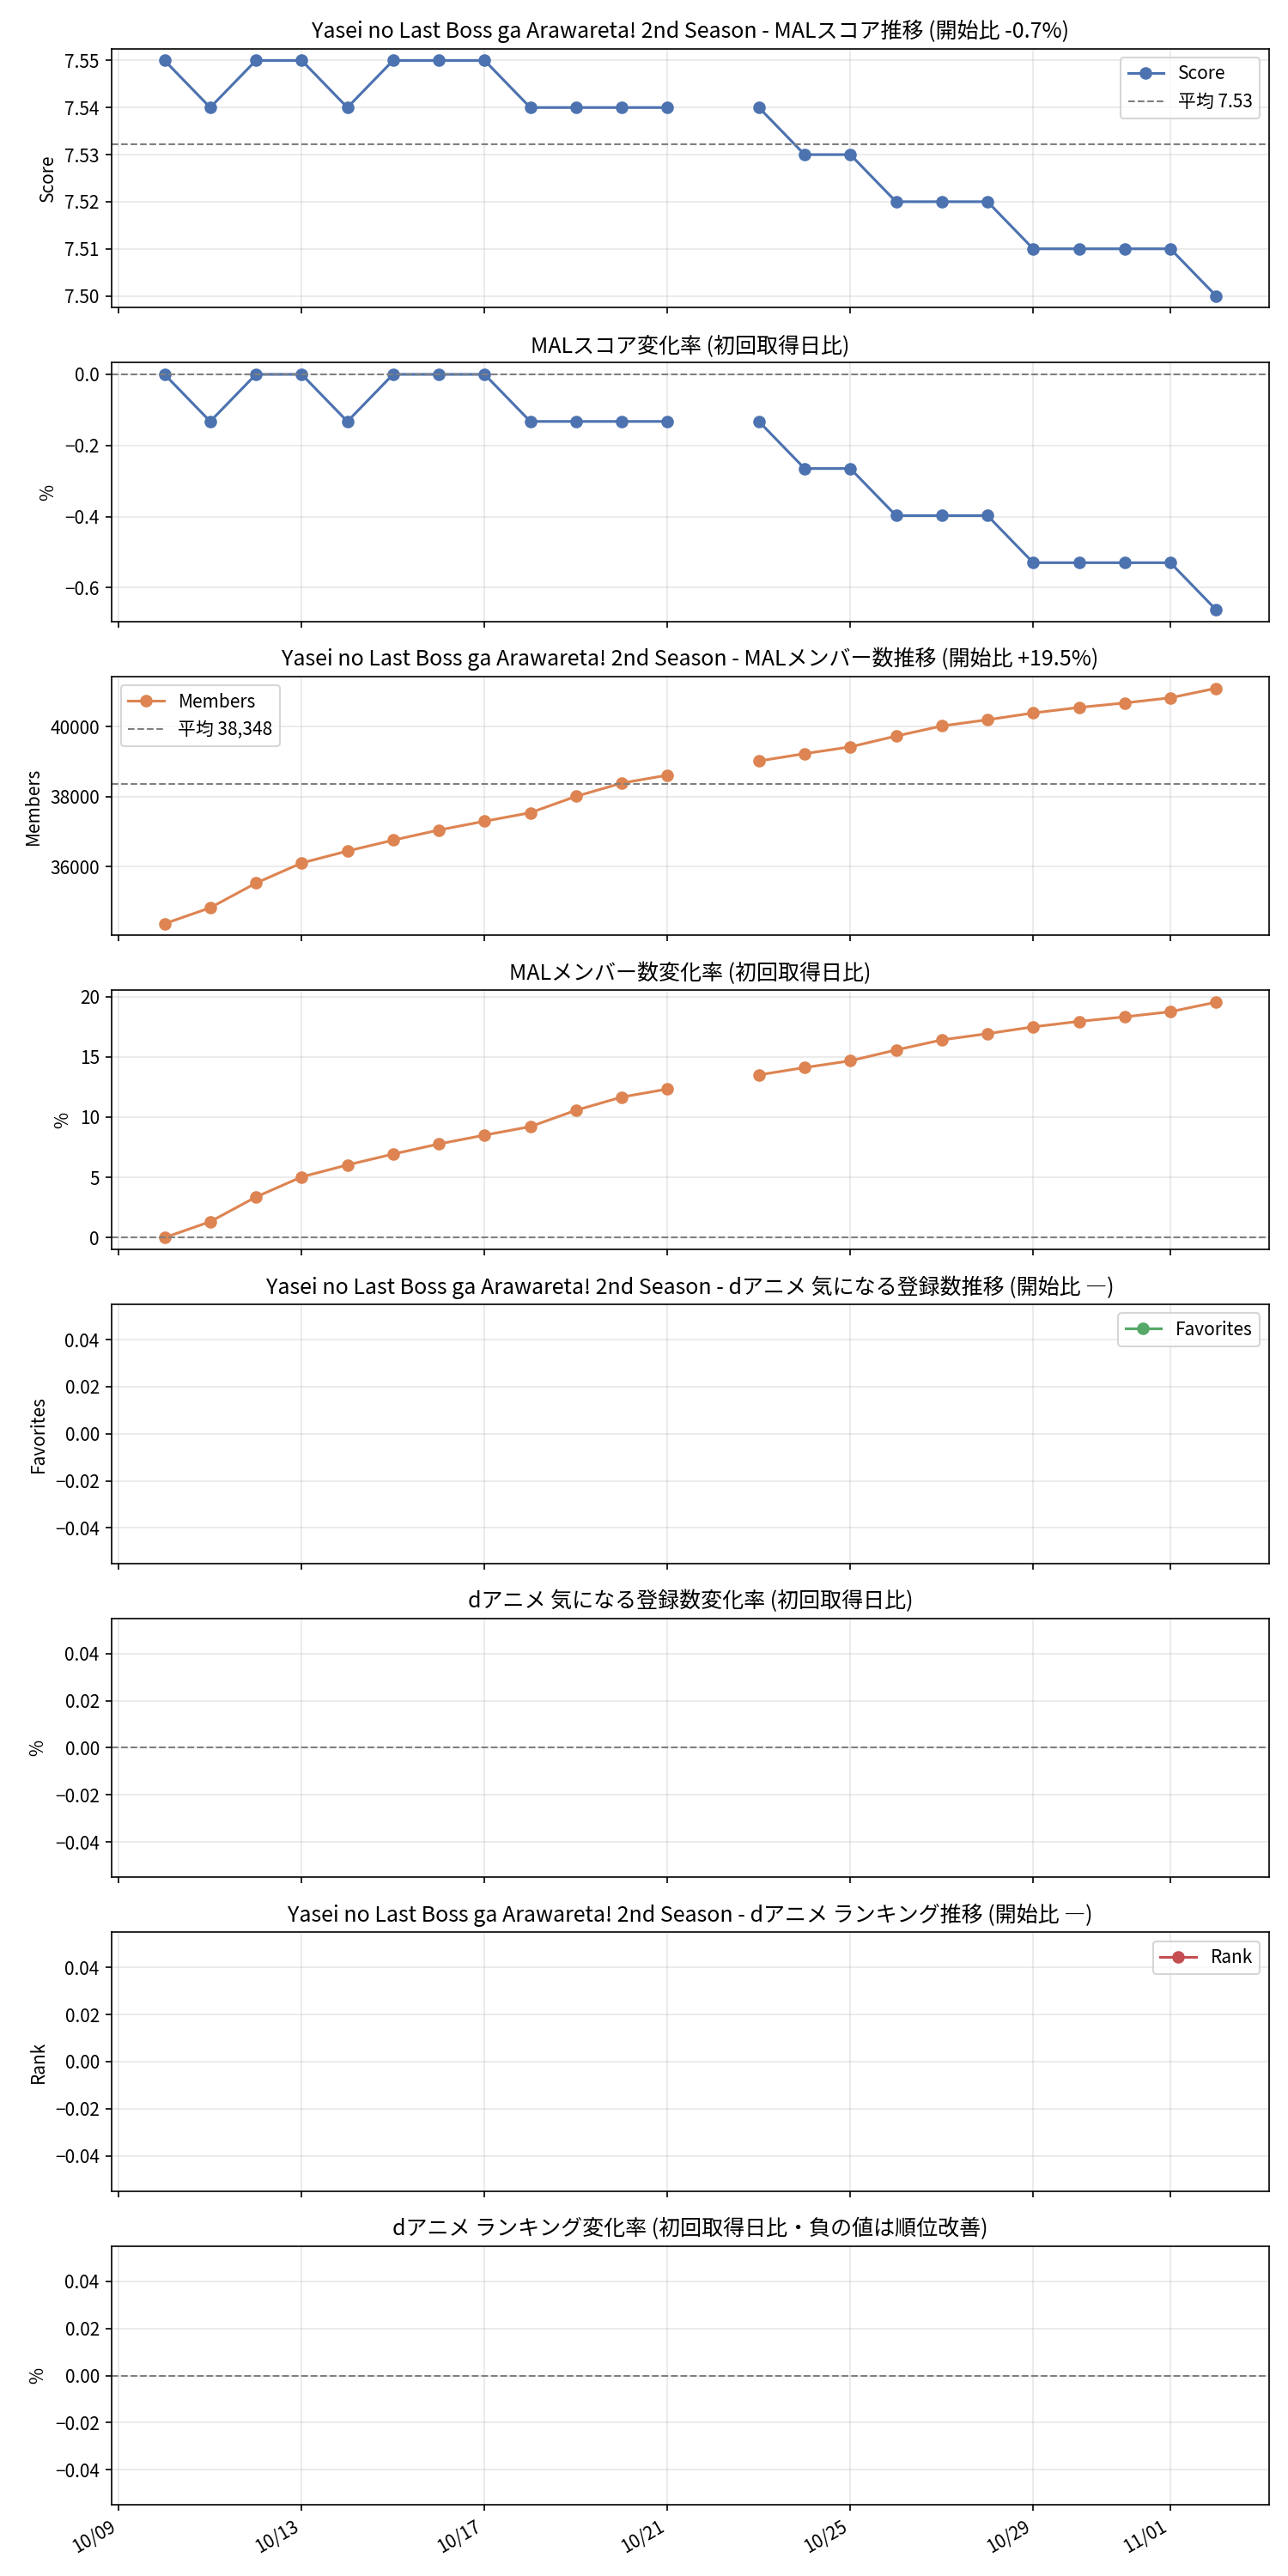 Yasei no Last Boss ga Arawareta! 2nd Season - MALスコア推移 (開始比 -0.7%)
Score
平均 7.53
Score
7.55
7.54
7.53
7.52
7.51
7.50
MALスコア変化率 (初回取得日比)
%
0.0
−0.2
−0.4
−0.6
Yasei no Last Boss ga Arawareta! 2nd Season - MALメンバー数推移 (開始比 +19.5%)
Members
平均 38,348
Members
40000
38000
36000
MALメンバー数変化率 (初回取得日比)
%
20
15
10
5
0
Yasei no Last Boss ga Arawareta! 2nd Season - dアニメ 気になる登録数推移 (開始比 —)
Favorites
Favorites
0.04
0.02
0.00
−0.02
−0.04
dアニメ 気になる登録数変化率 (初回取得日比)
%
0.04
0.02
0.00
−0.02
−0.04
Yasei no Last Boss ga Arawareta! 2nd Season - dアニメ ランキング推移 (開始比 —)
Rank
Rank
0.04
0.02
0.00
−0.02
−0.04
dアニメ ランキング変化率 (初回取得日比・負の値は順位改善)
%
0.04
0.02
0.00
−0.02
−0.04
10/09
10/13
10/17
10/21
10/25
10/29
11/01